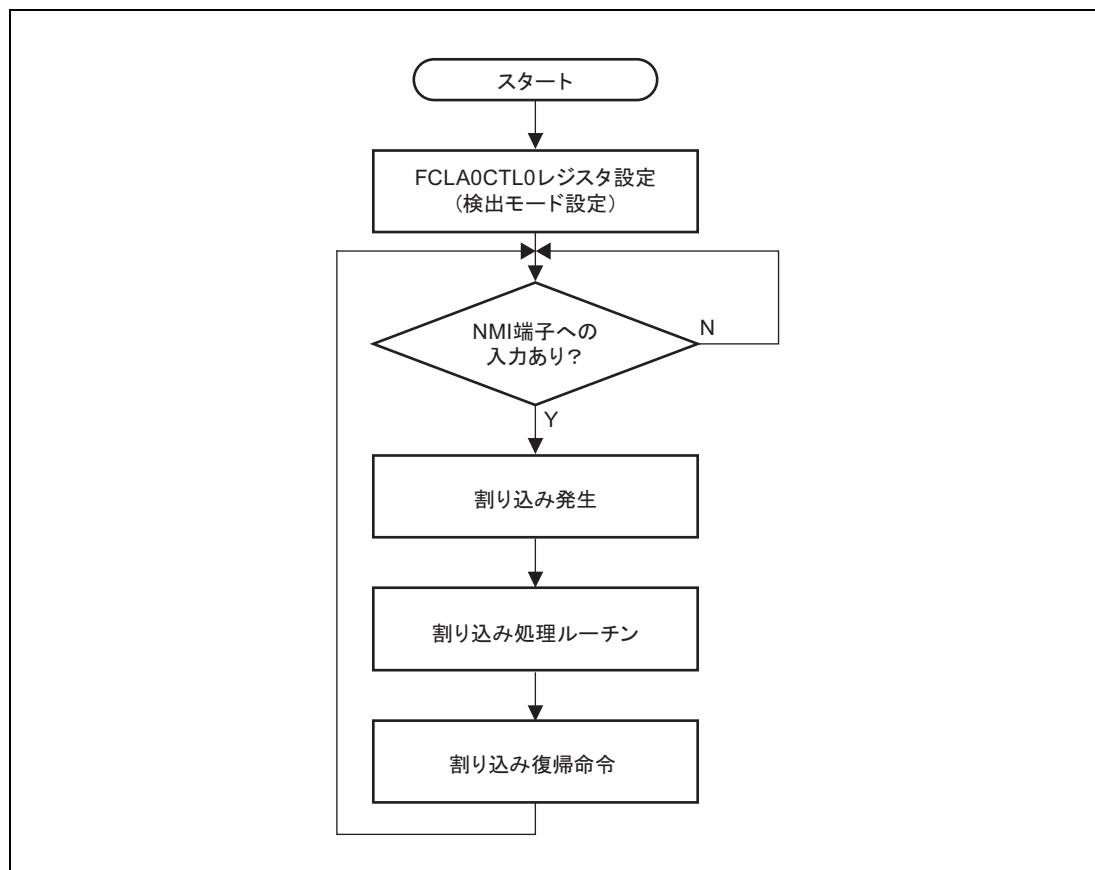 スタート
FCLA0CTL0レジスタ設定
（検出モード設定）
NMI端子への
入力あり？
N
Y
割り込み発生
割り込み処理ルーチン
割り込み復帰命令